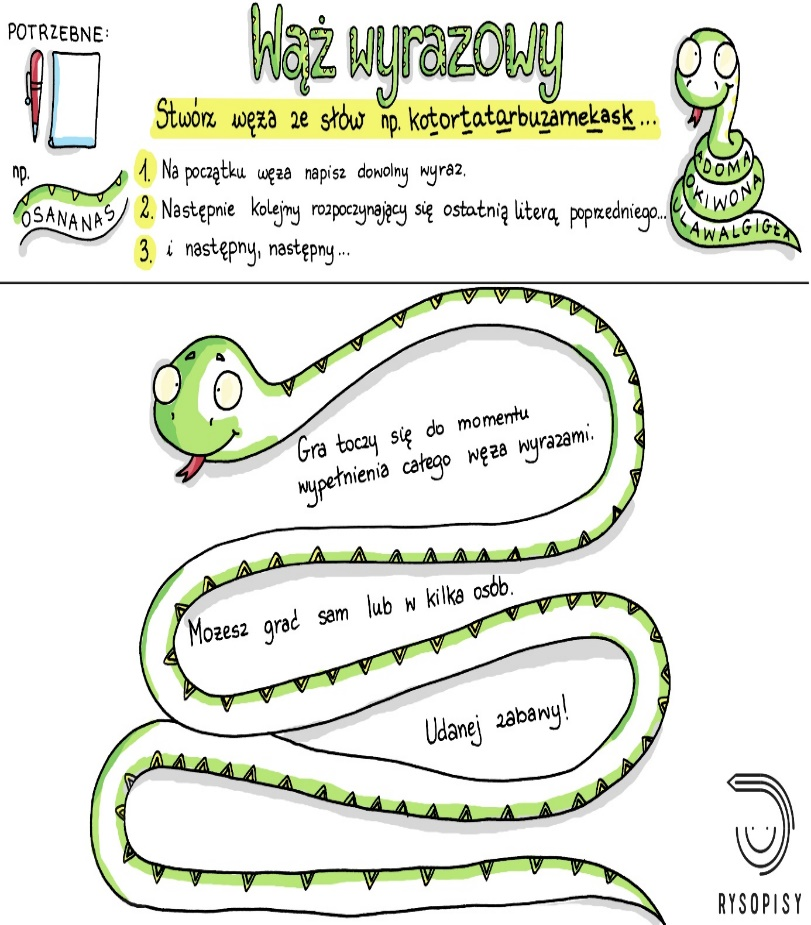 POTRZEBNE:
Wąż wyrazowy
Stwórz węża ze słów np. kotortatarbuzamekask...
np.
OSANANAS
1. Na początku węża napisz dowolny wyraz.
2. Następnie kolejny rozpoczynający się ostatnią literą poprzedniego...
3. i następny, następny...
ADOMA
OKIWONA
ŁAWALGIGŁA
Gra toczy się do momentu
wypełnienia całego węża wyrazami.
Możesz grać sam lub w kilka osób.
Udanej zabawy!
RYSOPISY